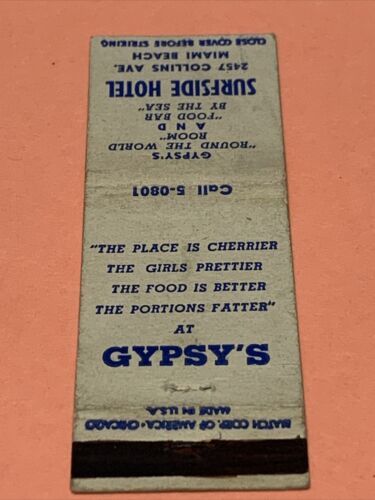 "THE PLACE IS CHERRIER
THE GIRLS PRETTIER
THE FOOD IS BETTER
THE PORTIONS FATTER"
AT
GYPSY'S
Call 5-0801
GYPSY'S
"ROUND THE WORLD
ROOM"
AND
"FOOD BAR
BY THE SEA"
SURFSIDE HOTEL
2457 COLLINS AVE.
MIAMI BEACH
CLOSE COVER BEFORE STRIKING
MATCH CORP. OF AMERICA • CHICAGO
MADE IN U.S.A.